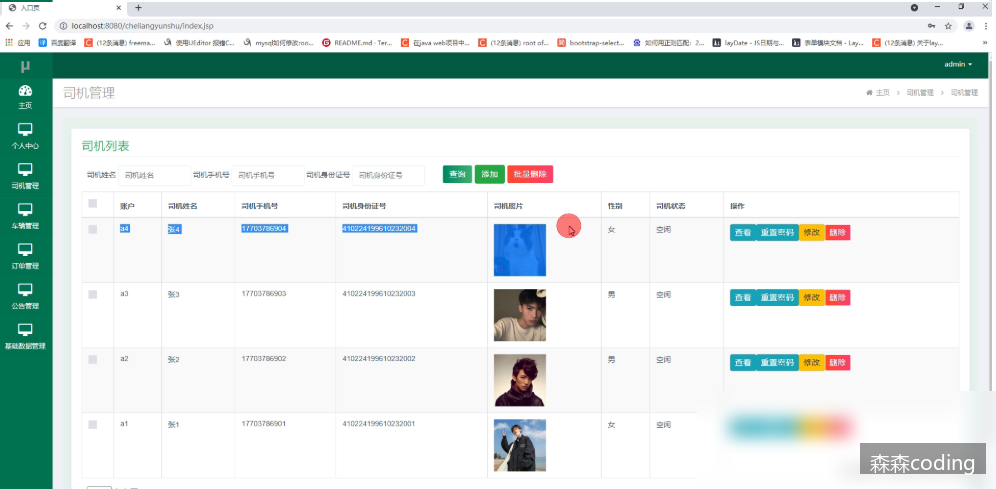 入口页
localhost:8080/cheliangyunshu/index.jsp
应用 百度翻译 (12条消息) freema... 使用UEditor 报错C... mysql如何修改roo... README.md · Ter... 在java web项目中... (12条消息) root of... bootstrap-select... 如何用正则匹配：2... layDate - JS日期与... 表单模块文档 - Lay... (12条消息) 关于lay...
μ
admin
主页
个人中心
司机管理
车辆管理
订单管理
公告管理
基础数据管理
司机管理
主页 > 司机管理 > 司机管理
司机列表
司机姓名 司机姓名 司机手机号 司机手机号 司机身份证号 司机身份证号 查询 添加 批量删除
账户 司机姓名 司机手机号 司机身份证号 司机照片 性别 司机状态 操作
a4 张4 17703786904 410224199610232004 女 空闲 查看 重置密码 修改 删除
a3 张3 17703786903 410224199610232003 男 空闲 查看 重置密码 修改 删除
a2 张2 17703786902 410224199610232002 男 空闲 查看 重置密码 修改 删除
a1 张1 17703786901 410224199610232001 女 空闲
森森coding